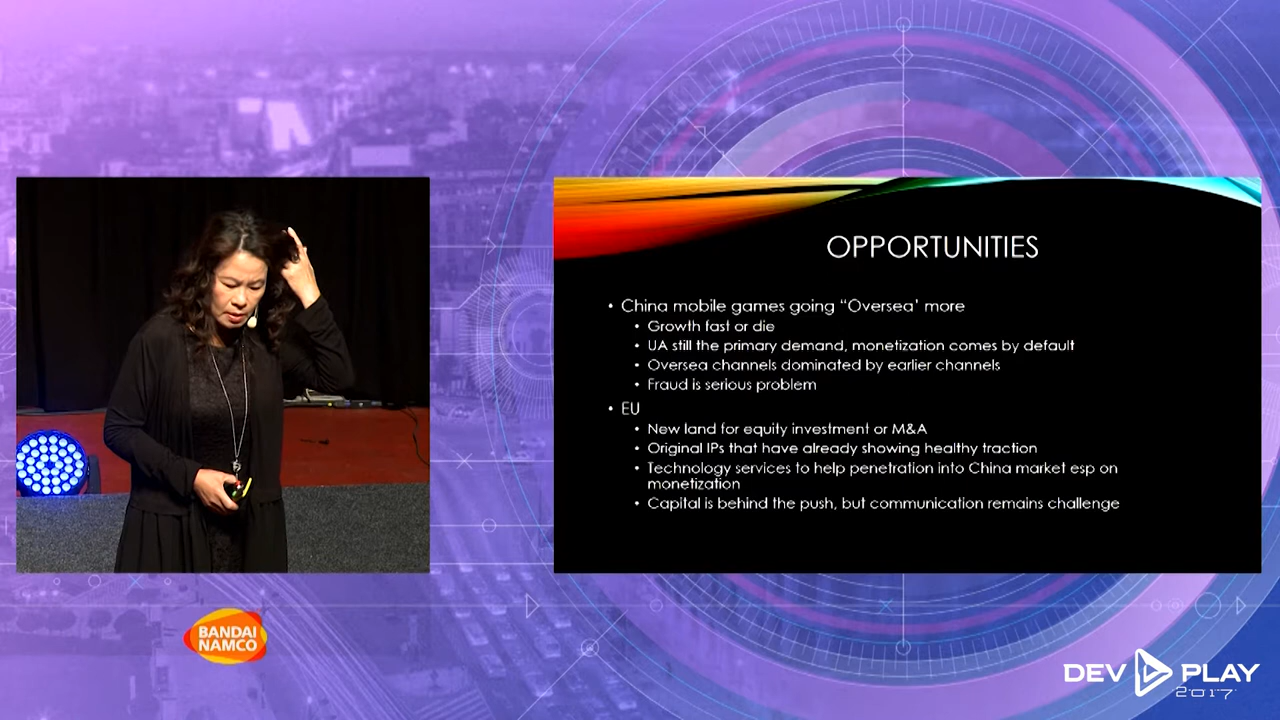 OPPORTUNITIES
• China mobile games going “Oversea' more
• Growth fast or die
• UA still the primary demand, monetization comes by default
• Oversea channels dominated by earlier channels
• Fraud is serious problem
• EU
• New land for equity investment or M&A
• Original IPs that have already showing healthy traction
• Technology services to help penetration into China market esp on
monetization
• Capital is behind the push, but communication remains challenge
BANDAI
NAMCO
DEV PLAY
2017